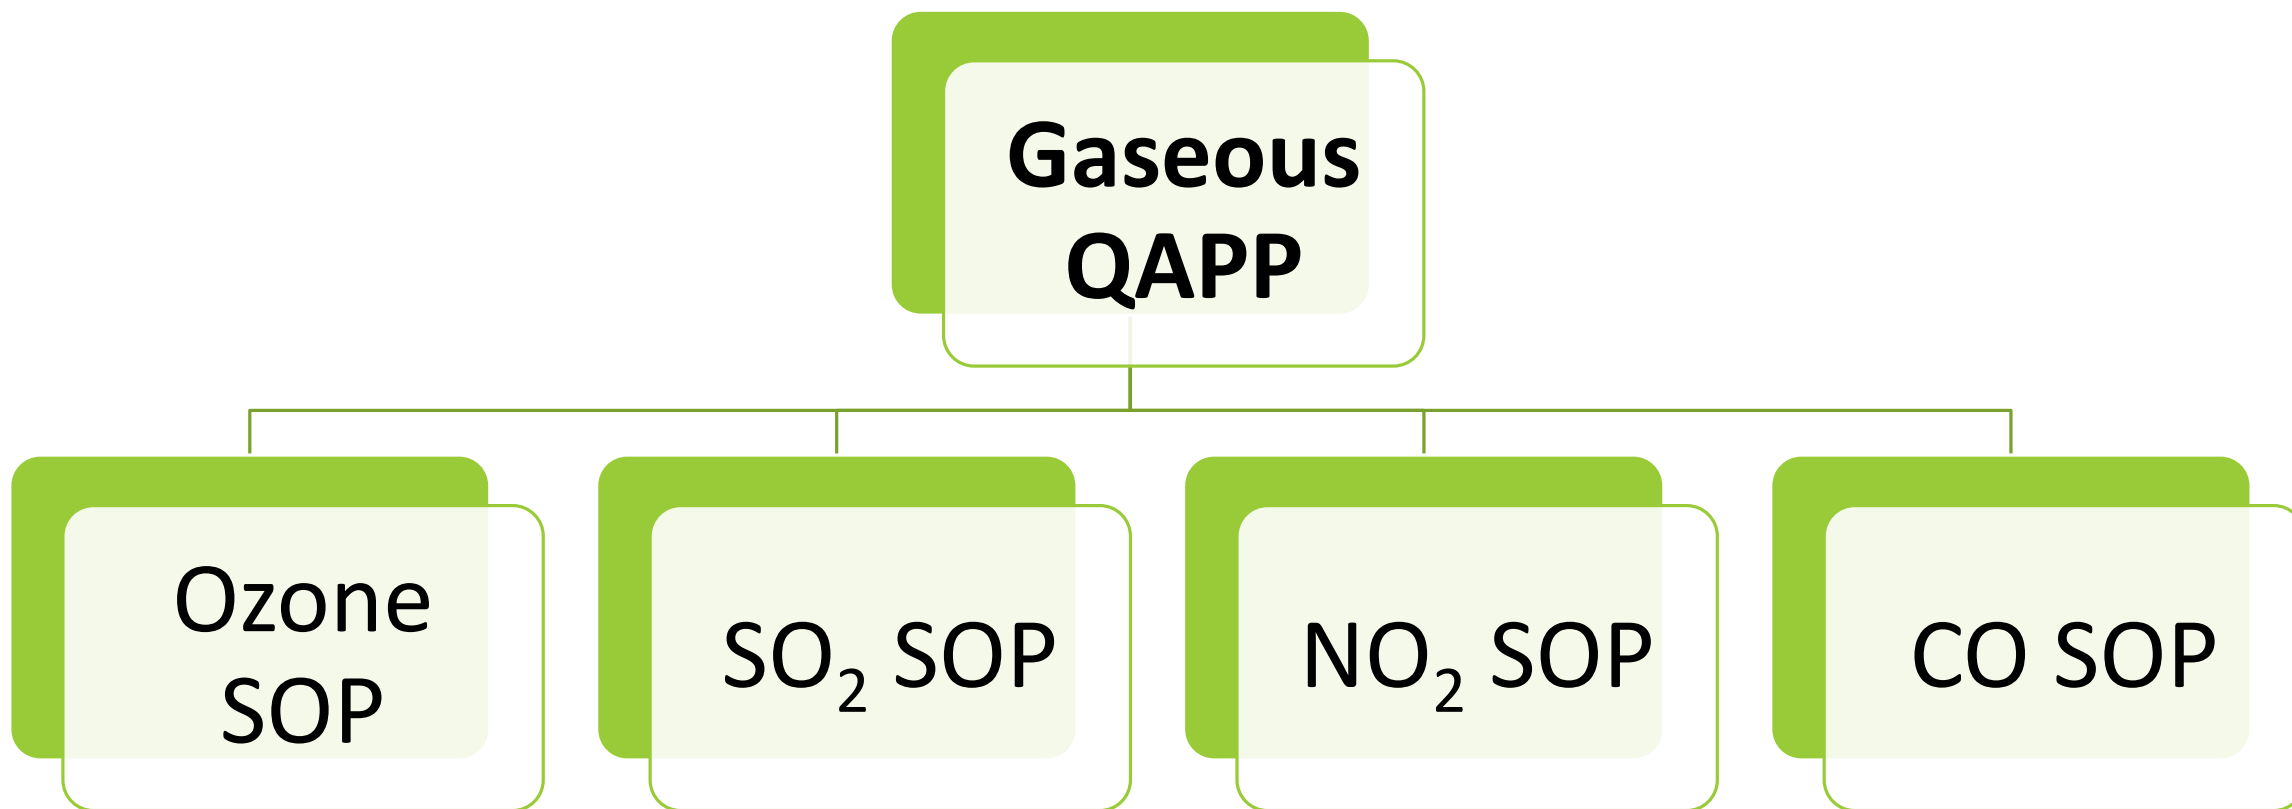 Gaseous
QAPP
Ozone
SOP
SO₂ SOP
NO₂ SOP
CO SOP